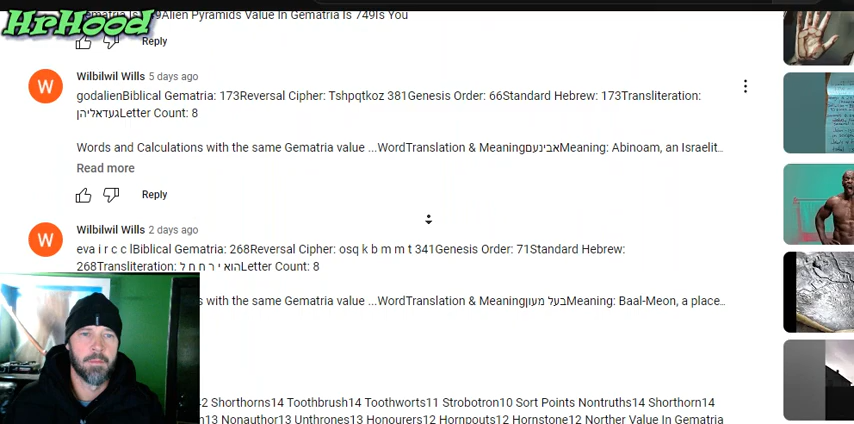 HrHood
Alien Pyramids Value In Gematria Is 749Is You
Reply
Wilbilwil Wills 5 days ago
godalienBiblical Gematria: 173Reversal Cipher: Tshpqtkoz 381Genesis Order: 66Standard Hebrew: 173Transliteration:
געדאליהןLetter Count: 8
Words and Calculations with the same Gematria value ...WordTranslation & MeaningאבינעםMeaning: Abinoam, an Israelit..
Read more
Reply
Wilbilwil Wills 2 days ago
eva i r c c lBiblical Gematria: 268Reversal Cipher: osq k b m m t 341Genesis Order: 71Standard Hebrew:
268Transliteration: הוא י ר ח ח לLetter Count: 8
s with the same Gematria value ...WordTranslation & Meaningבעל מעוןMeaning: Baal-Meon, a place..
2 Shorthorns14 Toothbrush14 Toothworts11 Strobotron10 Sort Points Nontruths14 Shorthorn14
13 Nonauthor13 Unthrones13 Honourers12 Hornpouts12 Hornstone12 Norther Value In Gematria